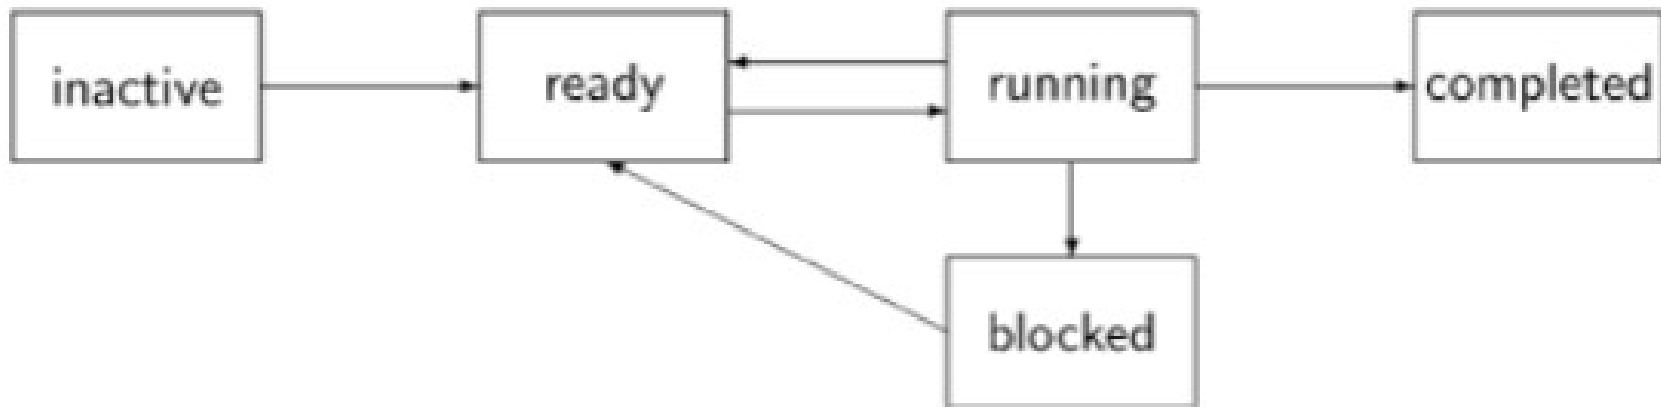 inactive
ready
running
completed
blocked